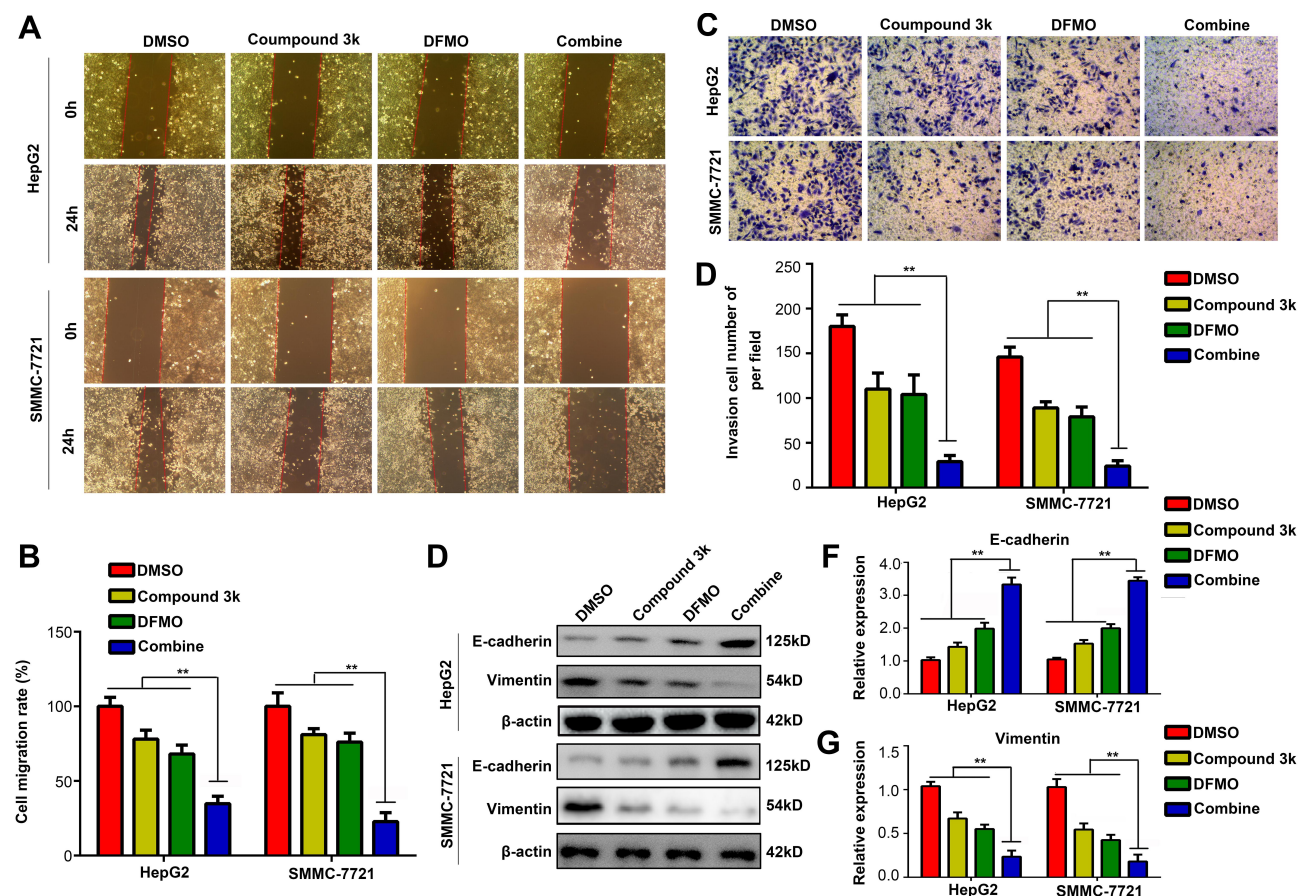 A
DMSO
Coumpound 3k
DFMO
Combine
HepG2
0h
24h
SMMC-7721
0h
24h
C
DMSO
Coumpound 3k
DFMO
Combine
HepG2
SMMC-7721
D
Invasion cell number of
per field
250
200
150
100
50
0
**
**
HepG2
SMMC-7721
DMSO
Compound 3k
DFMO
Combine
B
DMSO
Compound 3k
DFMO
Combine
Cell migration rate (%)
150
100
50
0
**
**
HepG2
SMMC-7721
D
DMSO
Compound 3k
DFMO
Combine
HepG2
E-cadherin
125kD
Vimentin
54kD
β-actin
42kD
SMMC-7721
E-cadherin
125kD
Vimentin
54kD
β-actin
42kD
F
E-cadherin
Relative expression
4.0
3.0
2.0
1.0
0.0
**
**
HepG2
SMMC-7721
DMSO
Compound 3k
DFMO
Combine
G
Vimentin
Relative expression
1.5
1.0
0.5
0.0
**
**
HepG2
SMMC-7721
DMSO
Compound 3k
DFMO
Combine